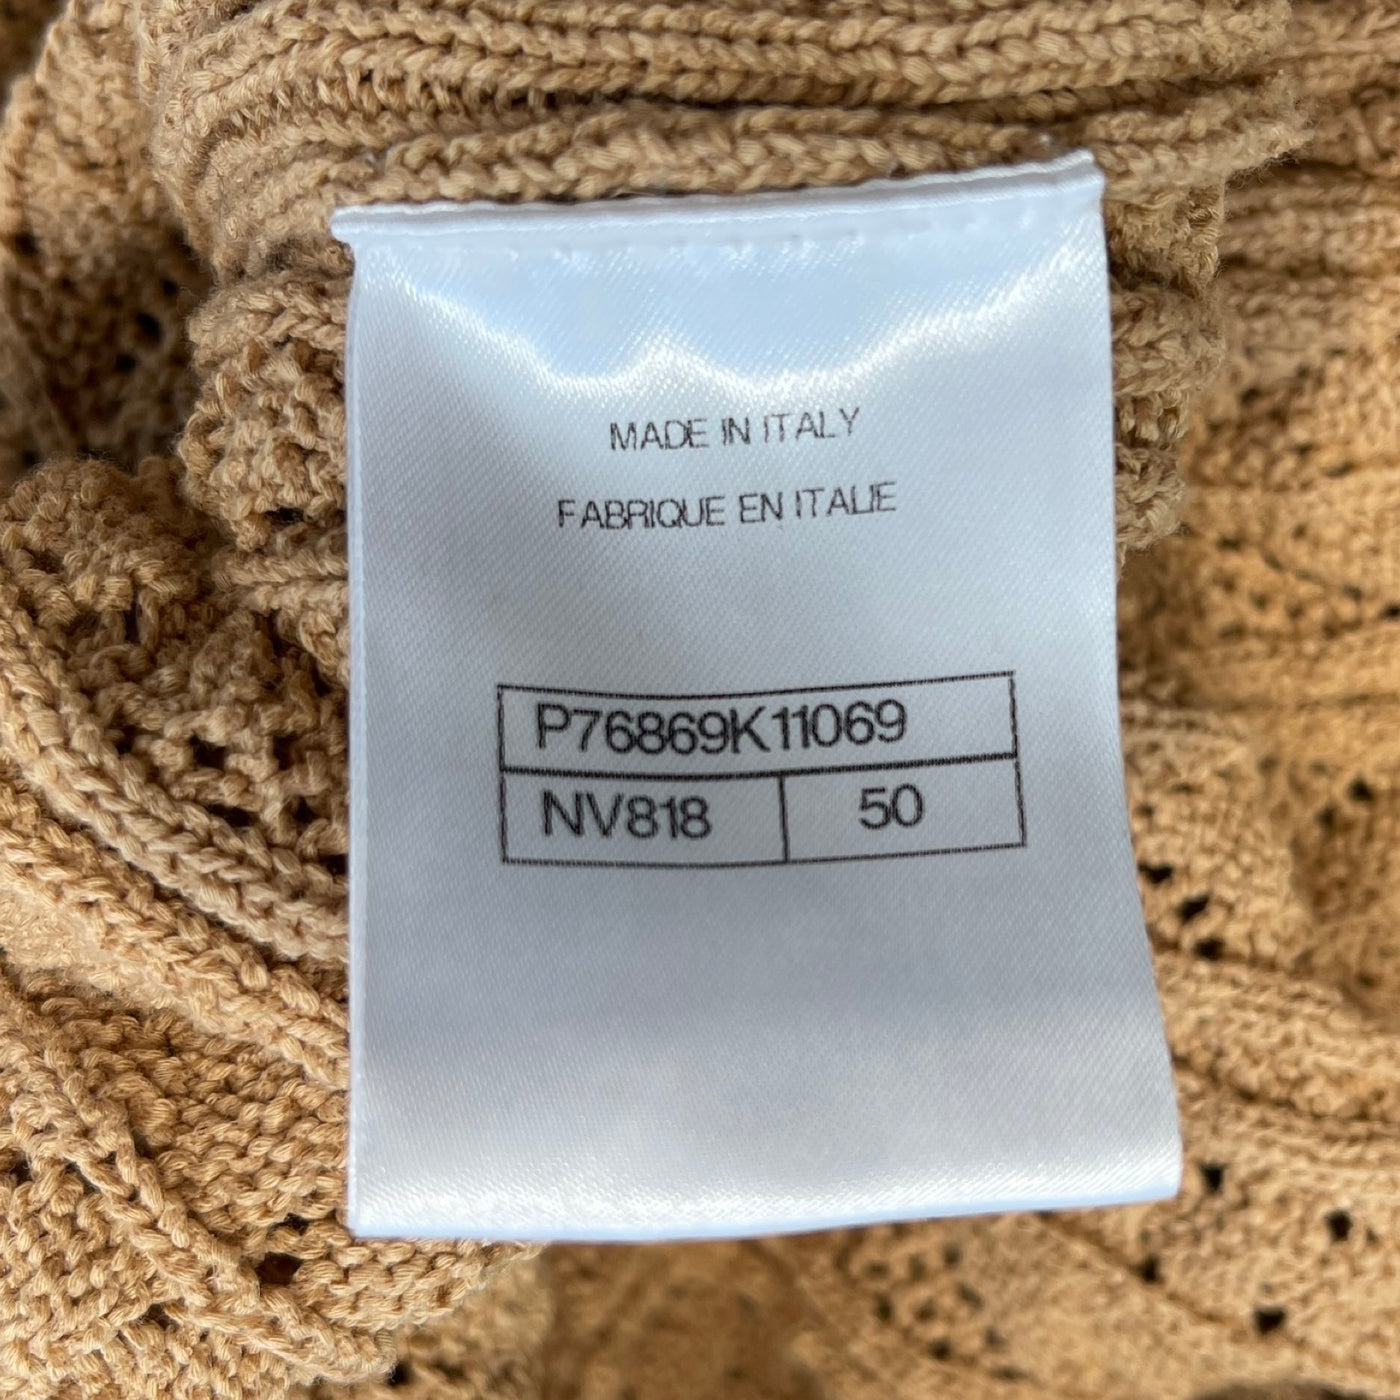 MADE IN ITALY
FABRIQUE EN ITALIE
P76869K11069
NV818 50